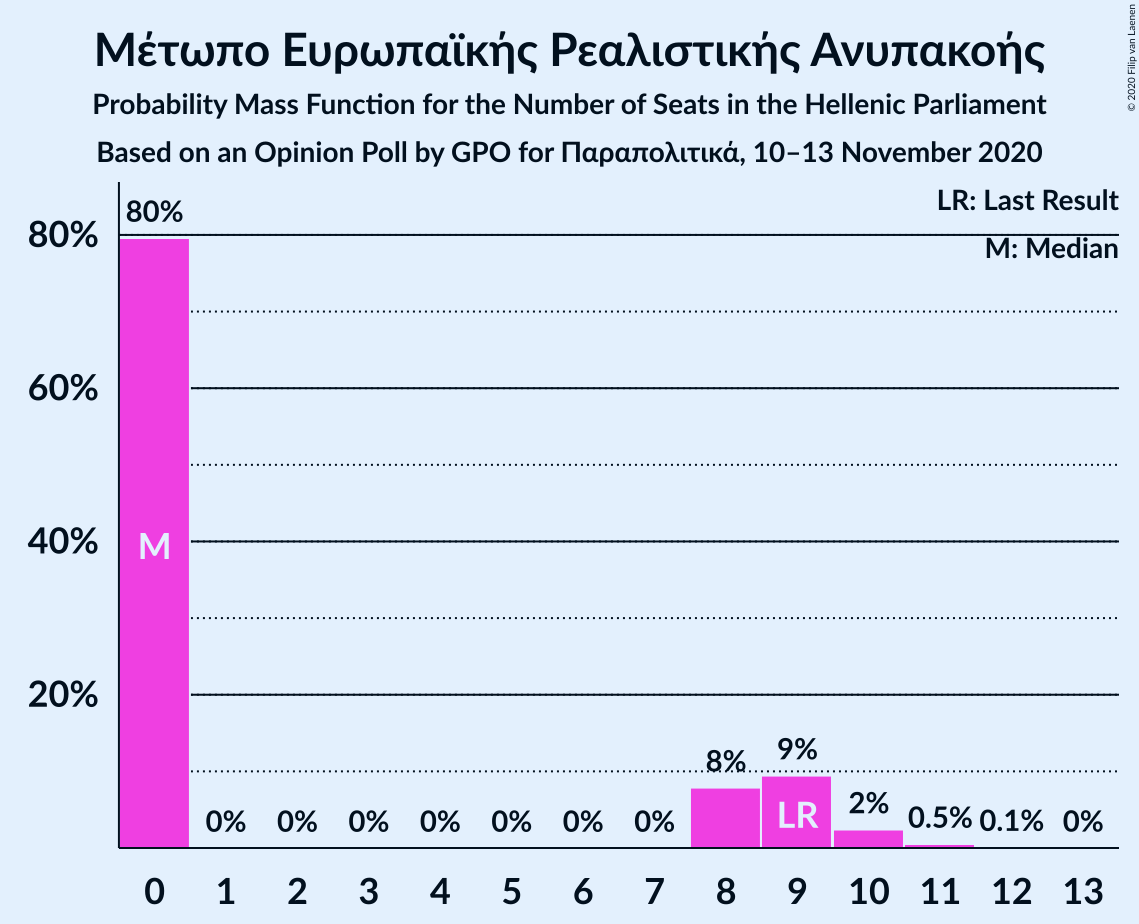 Μέτωπο Ευρωπαϊκής Ρεαλιστικής Ανυπακοής
Probability Mass Function for the Number of Seats in the Hellenic Parliament
Based on an Opinion Poll by GPO for Παραπολιτικά, 10–13 November 2020
© 2020 Filip van Laenen
LR: Last Result
M: Median
80%
60%
40%
20%
80% 0% 0% 0% 0% 0% 0% 0% 8% 9% 2% 0.5% 0.1% 0%
M
LR
0 1 2 3 4 5 6 7 8 9 10 11 12 13